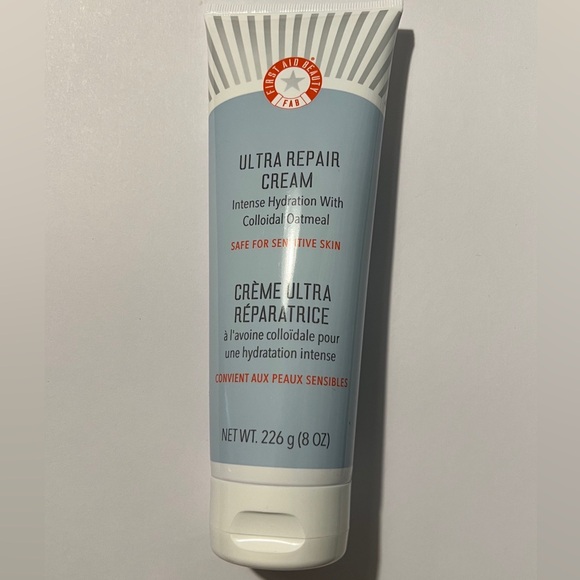 FIRST AID BEAUTY
FAB
ULTRA REPAIR
CREAM
Intense Hydration With
Colloidal Oatmeal
SAFE FOR SENSITIVE SKIN
CRÈME ULTRA
RÉPARATRICE
à l'avoine colloïdale pour
une hydratation intense
CONVIENT AUX PEAUX SENSIBLES
NET WT. 226 g (8 OZ)